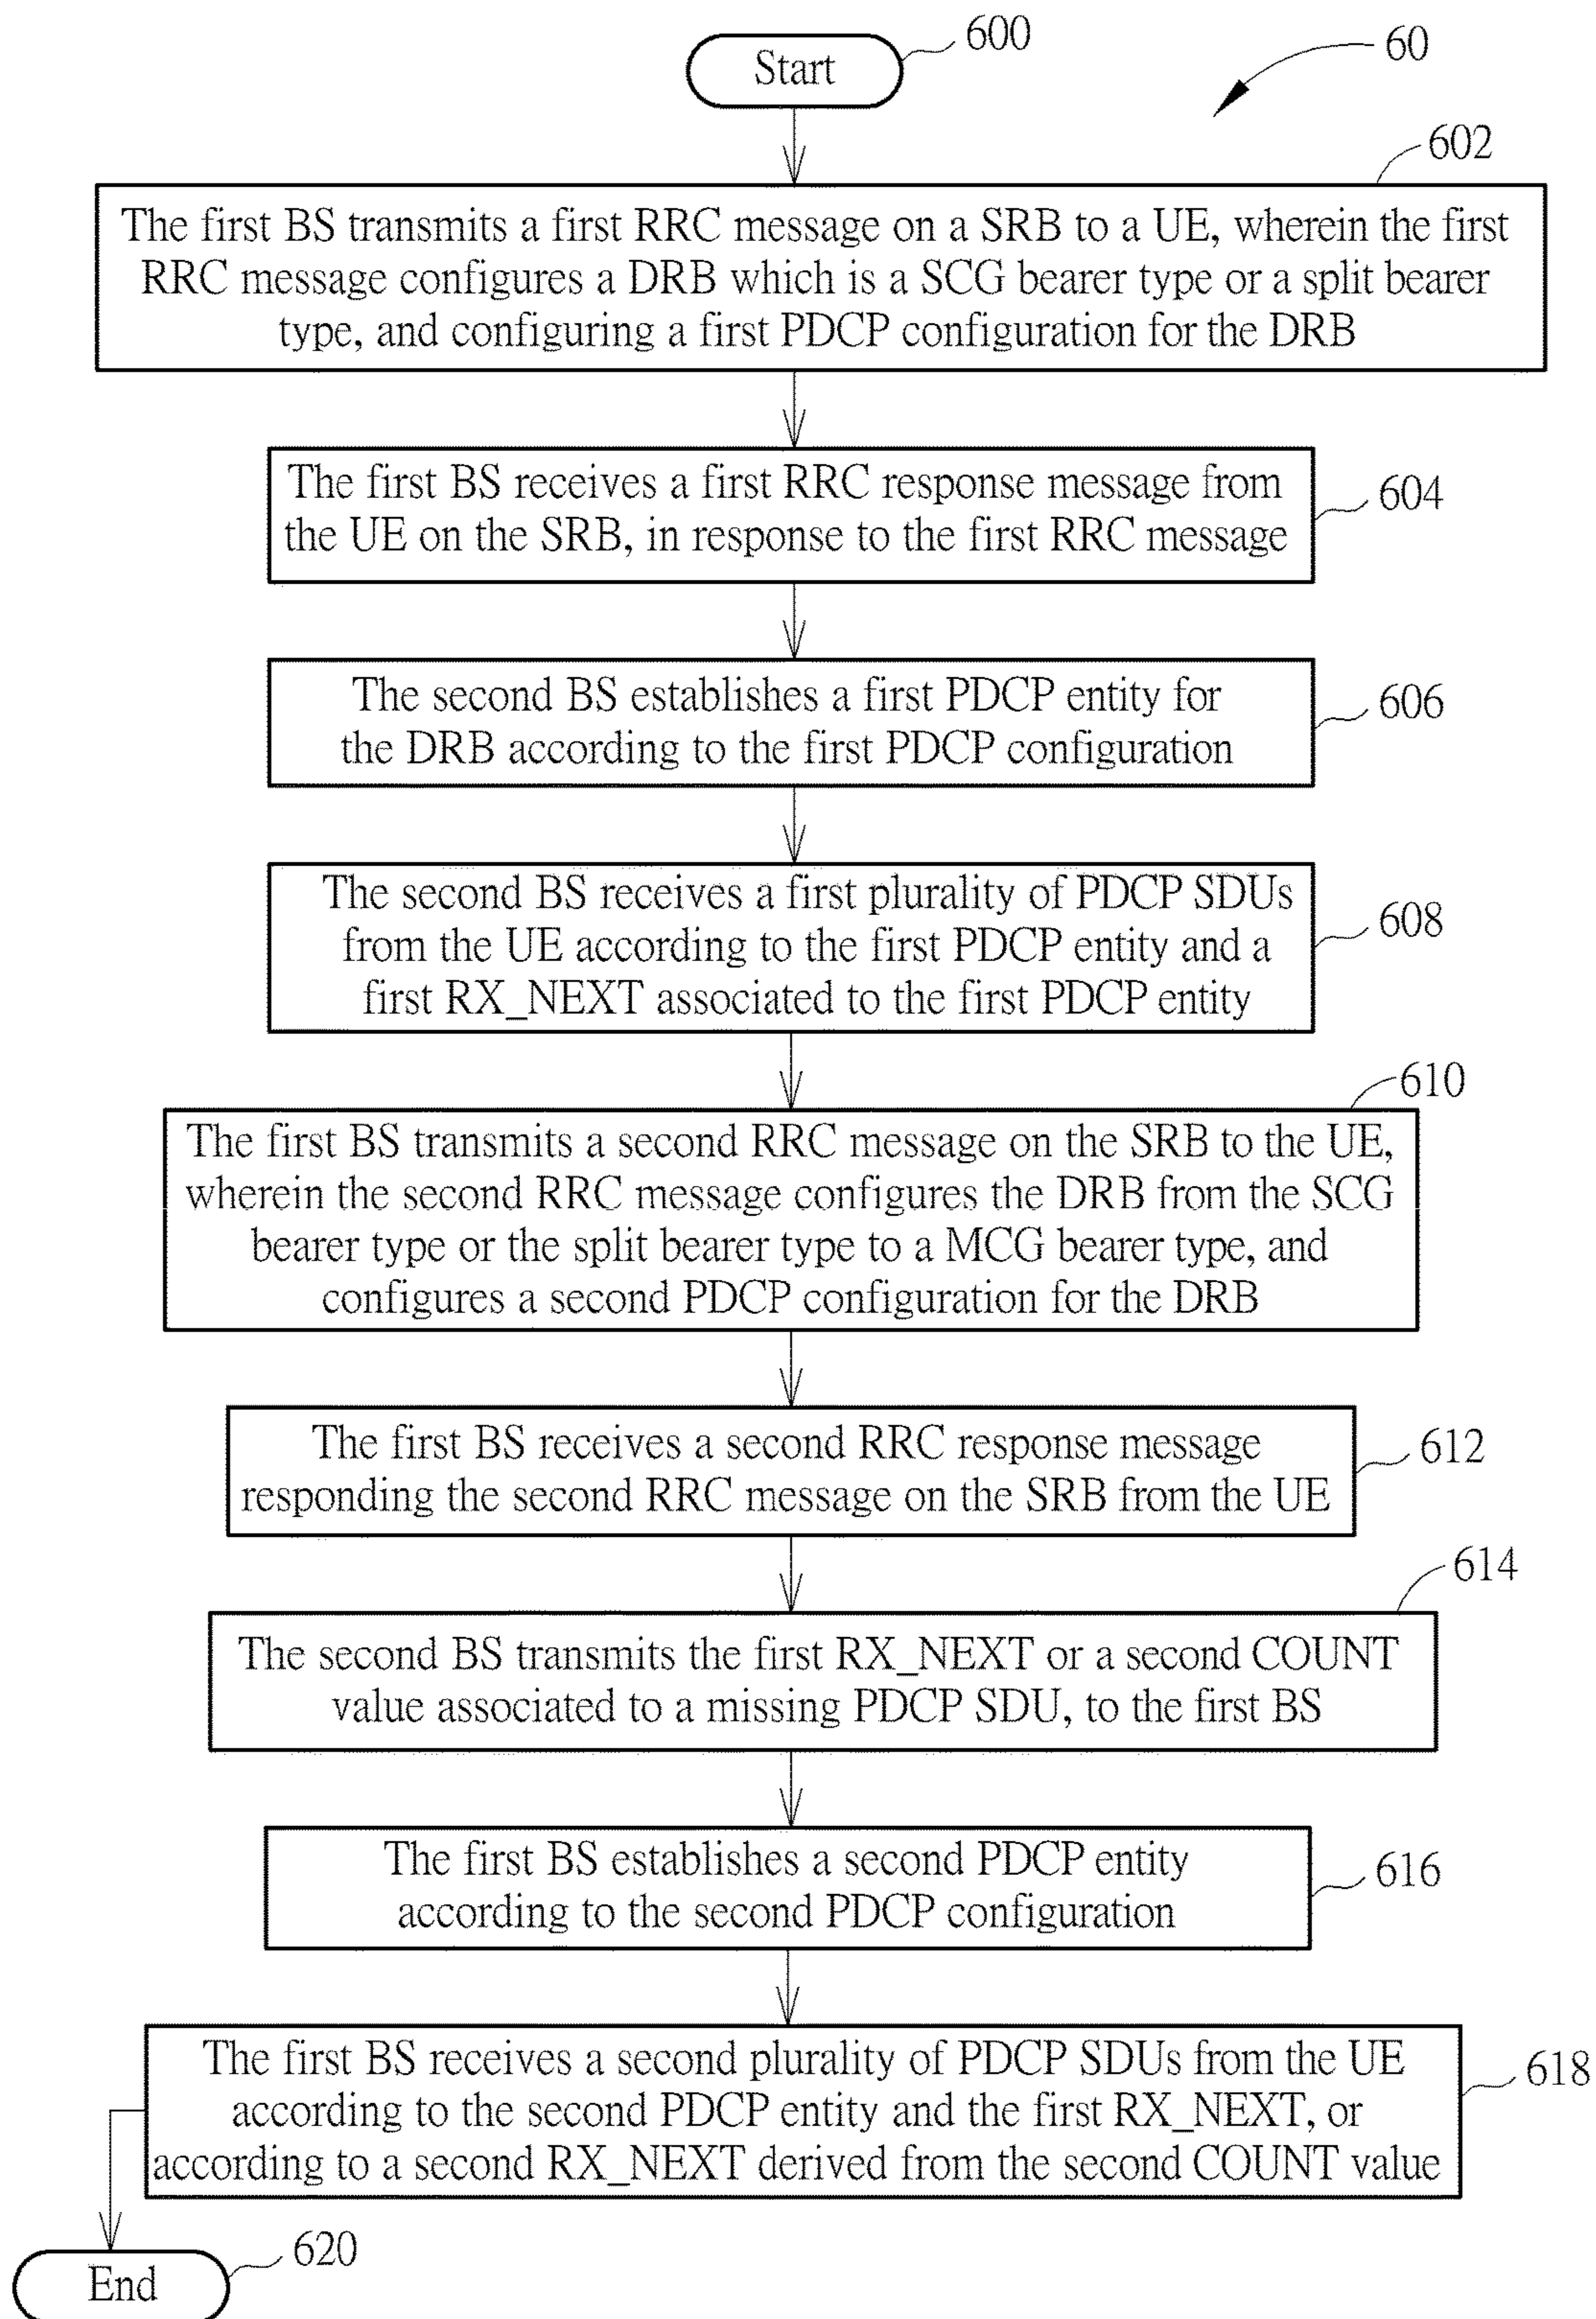 Start
600
60
602
The first BS transmits a first RRC message on a SRB to a UE, wherein the first
RRC message configures a DRB which is a SCG bearer type or a split bearer
type, and configuring a first PDCP configuration for the DRB
The first BS receives a first RRC response message from
the UE on the SRB, in response to the first RRC message
604
The second BS establishes a first PDCP entity for
the DRB according to the first PDCP configuration
606
The second BS receives a first plurality of PDCP SDUs
from the UE according to the first PDCP entity and a
first RX_NEXT associated to the first PDCP entity
608
610
The first BS transmits a second RRC message on the SRB to the UE,
wherein the second RRC message configures the DRB from the SCG
bearer type or the split bearer type to a MCG bearer type, and
configures a second PDCP configuration for the DRB
The first BS receives a second RRC response message
responding the second RRC message on the SRB from the UE
612
614
The second BS transmits the first RX_NEXT or a second COUNT
value associated to a missing PDCP SDU, to the first BS
The first BS establishes a second PDCP entity
according to the second PDCP configuration
616
The first BS receives a second plurality of PDCP SDUs from the UE
according to the second PDCP entity and the first RX_NEXT, or
according to a second RX_NEXT derived from the second COUNT value
618
620
End